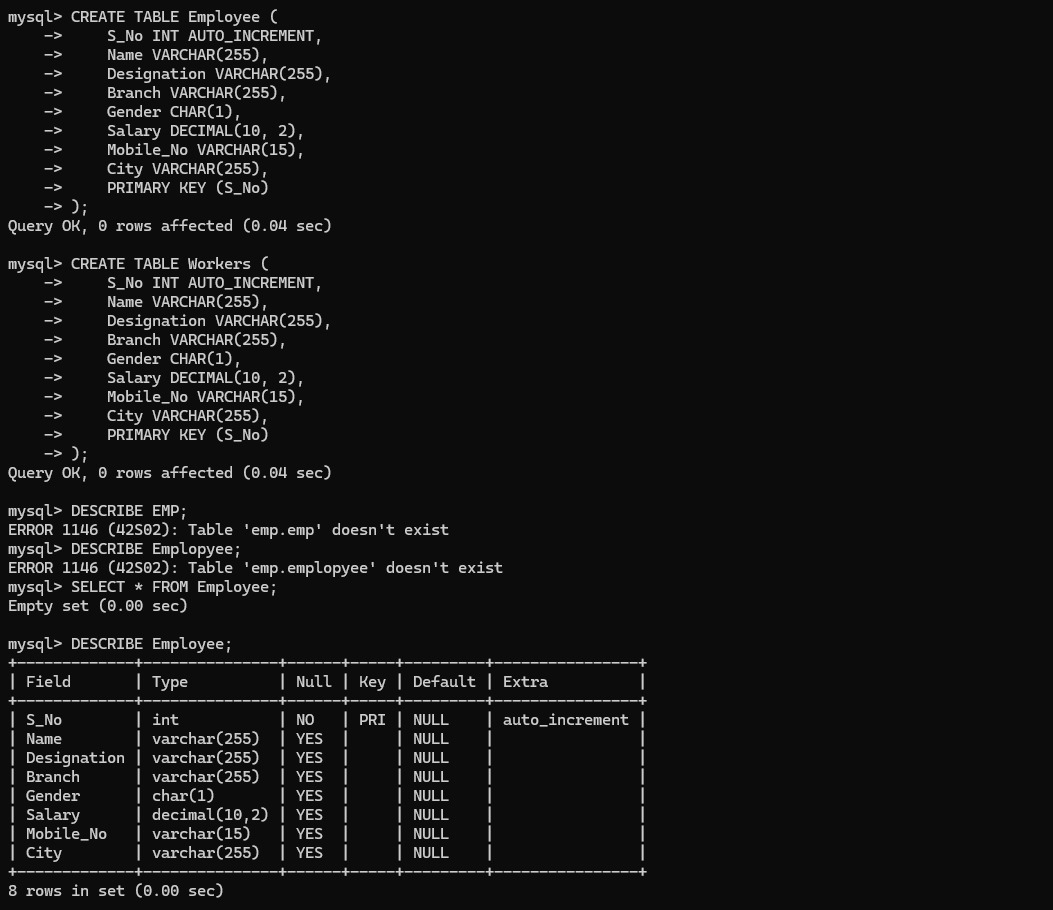 mysql> CREATE TABLE Employee (
    ->     S_No INT AUTO_INCREMENT,
    ->     Name VARCHAR(255),
    ->     Designation VARCHAR(255),
    ->     Branch VARCHAR(255),
    ->     Gender CHAR(1),
    ->     Salary DECIMAL(10, 2),
    ->     Mobile_No VARCHAR(15),
    ->     City VARCHAR(255),
    ->     PRIMARY KEY (S_No)
    -> );
Query OK, 0 rows affected (0.04 sec)

mysql> CREATE TABLE Workers (
    ->     S_No INT AUTO_INCREMENT,
    ->     Name VARCHAR(255),
    ->     Designation VARCHAR(255),
    ->     Branch VARCHAR(255),
    ->     Gender CHAR(1),
    ->     Salary DECIMAL(10, 2),
    ->     Mobile_No VARCHAR(15),
    ->     City VARCHAR(255),
    ->     PRIMARY KEY (S_No)
    -> );
Query OK, 0 rows affected (0.04 sec)

mysql> DESCRIBE EMP;
ERROR 1146 (42S02): Table 'emp.emp' doesn't exist
mysql> DESCRIBE Emplopyee;
ERROR 1146 (42S02): Table 'emp.emplopyee' doesn't exist
mysql> SELECT * FROM Employee;
Empty set (0.00 sec)

mysql> DESCRIBE Employee;
+-------------+---------------+------+-----+---------+----------------+
| Field       | Type          | Null | Key | Default | Extra          |
+-------------+---------------+------+-----+---------+----------------+
| S_No        | int           | NO   | PRI | NULL    | auto_increment |
| Name        | varchar(255)  | YES  |     | NULL    |                |
| Designation | varchar(255)  | YES  |     | NULL    |                |
| Branch      | varchar(255)  | YES  |     | NULL    |                |
| Gender      | char(1)       | YES  |     | NULL    |                |
| Salary      | decimal(10,2) | YES  |     | NULL    |                |
| Mobile_No   | varchar(15)   | YES  |     | NULL    |                |
| City        | varchar(255)  | YES  |     | NULL    |                |
+-------------+---------------+------+-----+---------+----------------+
8 rows in set (0.00 sec)